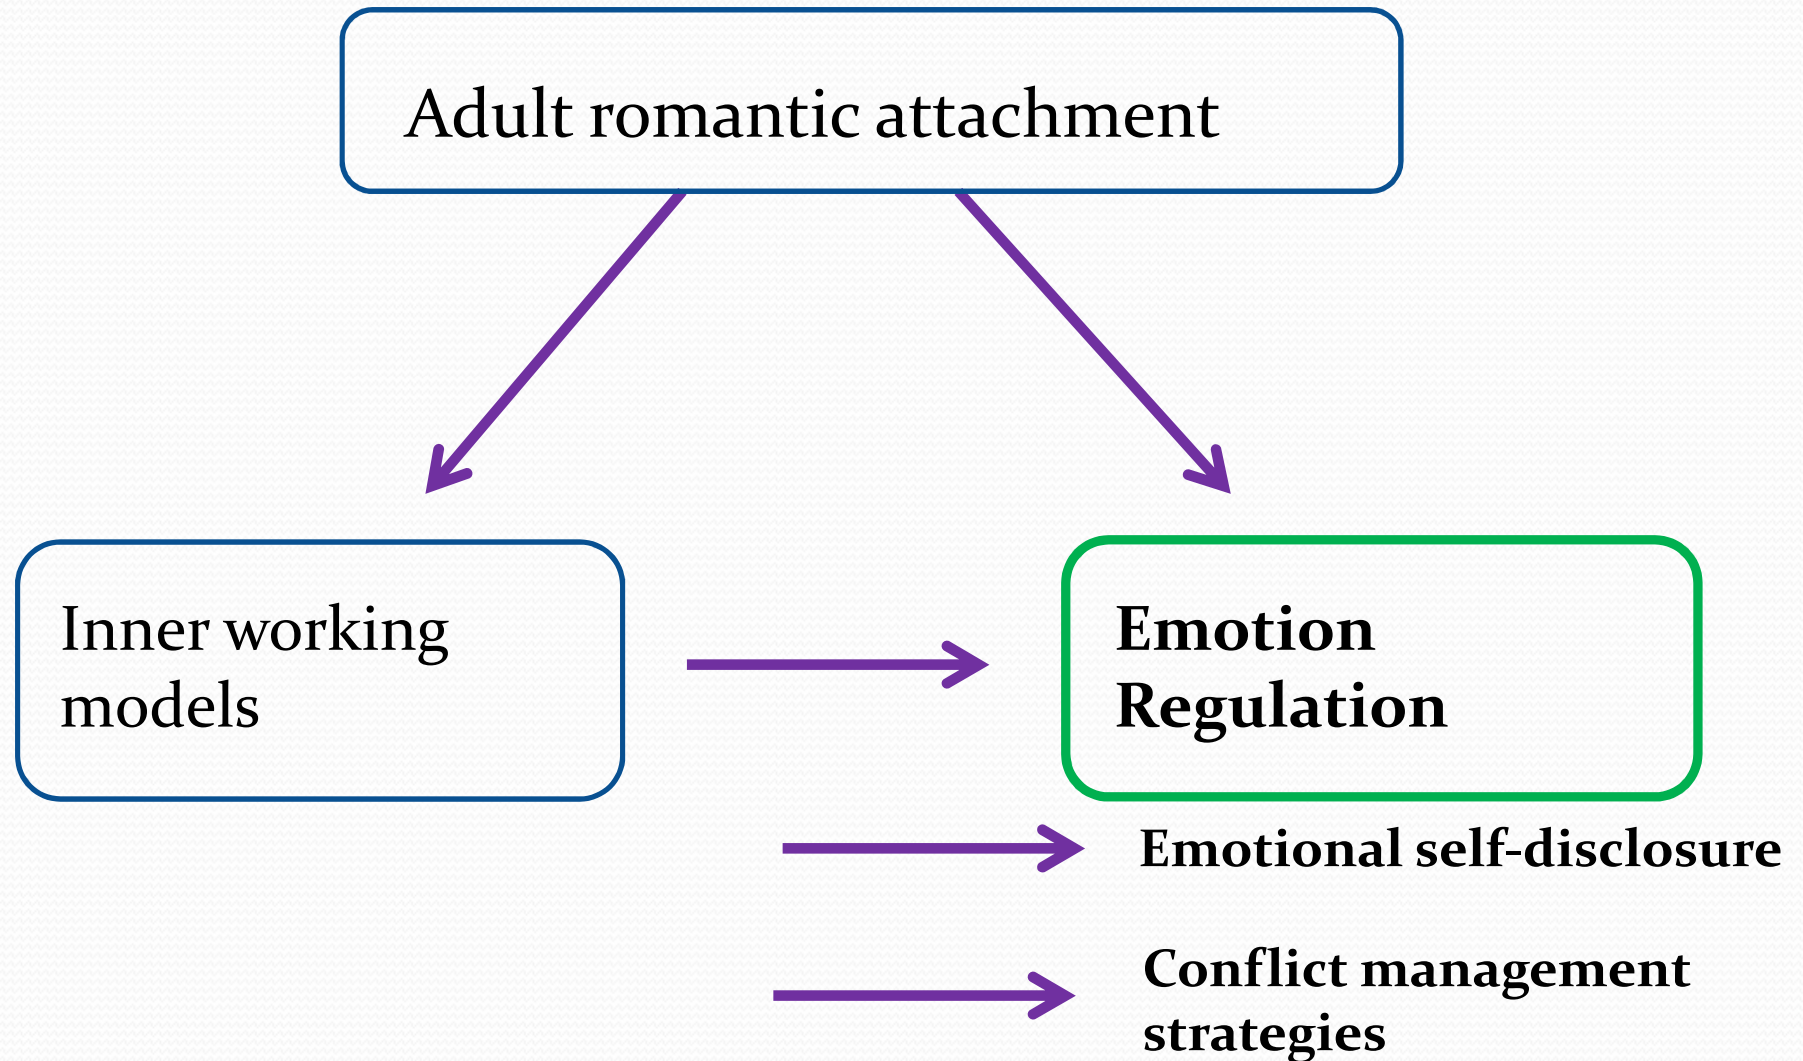 Adult romantic attachment
Inner working
models
Emotion
Regulation
Emotional self-disclosure
Conflict management
strategies